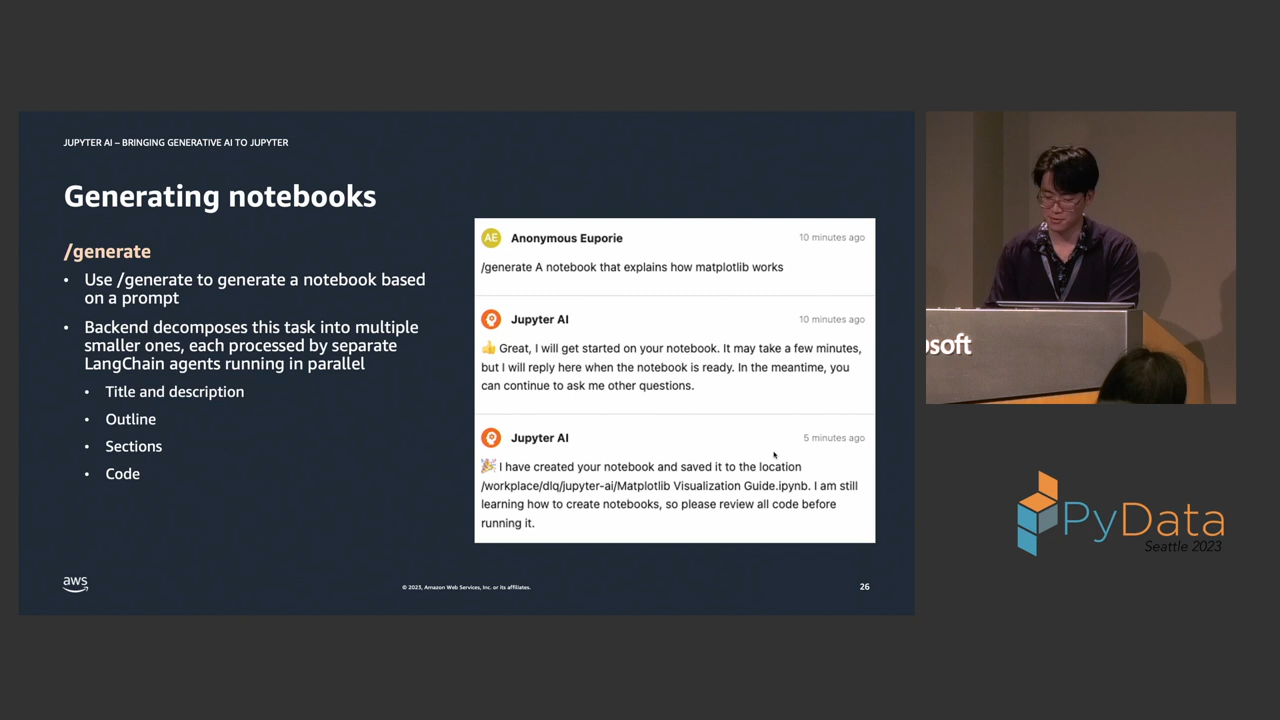 JUPYTER AI – BRINGING GENERATIVE AI TO JUPYTER
Generating notebooks
/generate
• Use /generate to generate a notebook based
on a prompt
• Backend decomposes this task into multiple
smaller ones, each processed by separate
LangChain agents running in parallel
• Title and description
• Outline
• Sections
• Code
AE Anonymous Euporie 10 minutes ago
/generate A notebook that explains how matplotlib works
Jupyter AI 10 minutes ago
👍 Great, I will get started on your notebook. It may take a few minutes,
but I will reply here when the notebook is ready. In the meantime, you
can continue to ask me other questions.
Jupyter AI 5 minutes ago
🎉 I have created your notebook and saved it to the location
/workplace/dlq/jupyter-ai/Matplotlib Visualization Guide.ipynb. I am still
learning how to create notebooks, so please review all code before
running it.
aws
© 2023, Amazon Web Services, Inc. or its affiliates.
26
osoft
PyData
Seattle 2023